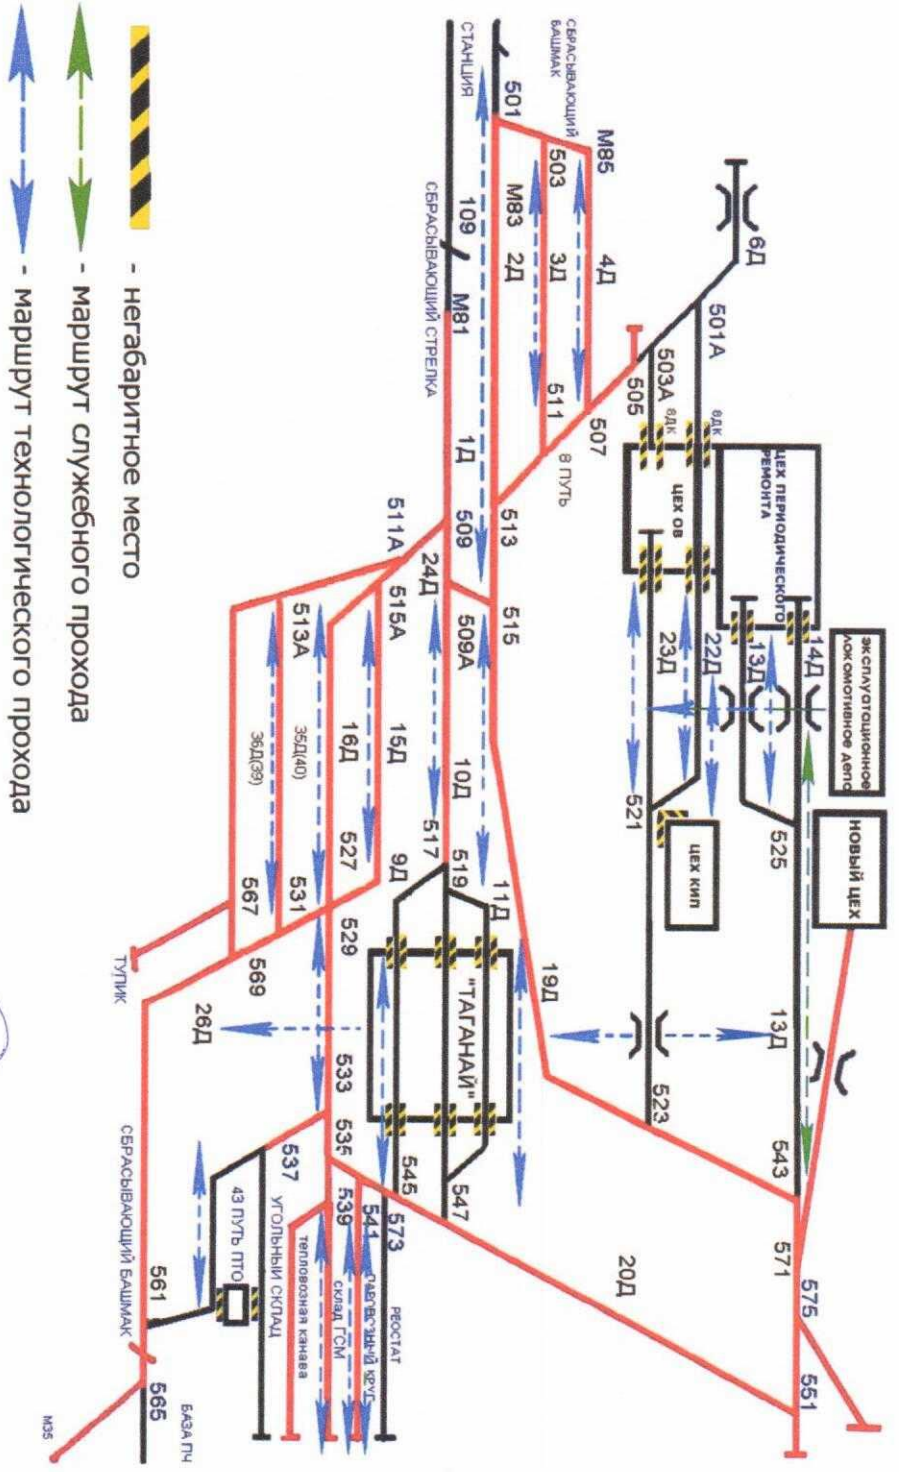 СБРАСЫВАЮЩИЙ
БАШМАК
СТАНЦИЯ
501
М85
503
М83
2Д
3Д
4Д
109
М81
СБРАСЫВАЮЩИЙ СТРЕЛКА
1Д
6Д
501А
503А
8ДК
8ДК
505
507
511
8 ПУТЬ
513
509
515
ЦЕХ ПЕРИОДИЧЕСКОГО
РЕМОНТА
ЦЕХ ОВ
ЭКСПЛУАТАЦИОННОЕ
ЛОКОМОТИВНОЕ ДЕПО
НОВЫЙ ЦЕХ
14Д
13Д
22Д
23Д
525
521
ЦЕХ КИП
511А
24Д
509А
515А
513А
15Д
16Д
35Д(40)
36Д(39)
10Д
517
519
9Д
11Д
527
531
567
529
569
ТУПИК
"ТАГАНАЙ"
19Д
13Д
523
543
26Д
533
535
537
539
541
573
545
547
20Д
571
575
551
СБРАСЫВАЮЩИЙ БАШМАК
561
565
43 ПУТЬ ПТО
УГОЛЬНЫЙ СКЛАД
тепловозная канава
склад ГСМ
ПАРОВОЗНЫЙ КРУГ
РЕОСТАТ
БАЗА ПЧ
М35
- негабаритное место
- маршрут служебного прохода
- маршрут технологического прохода